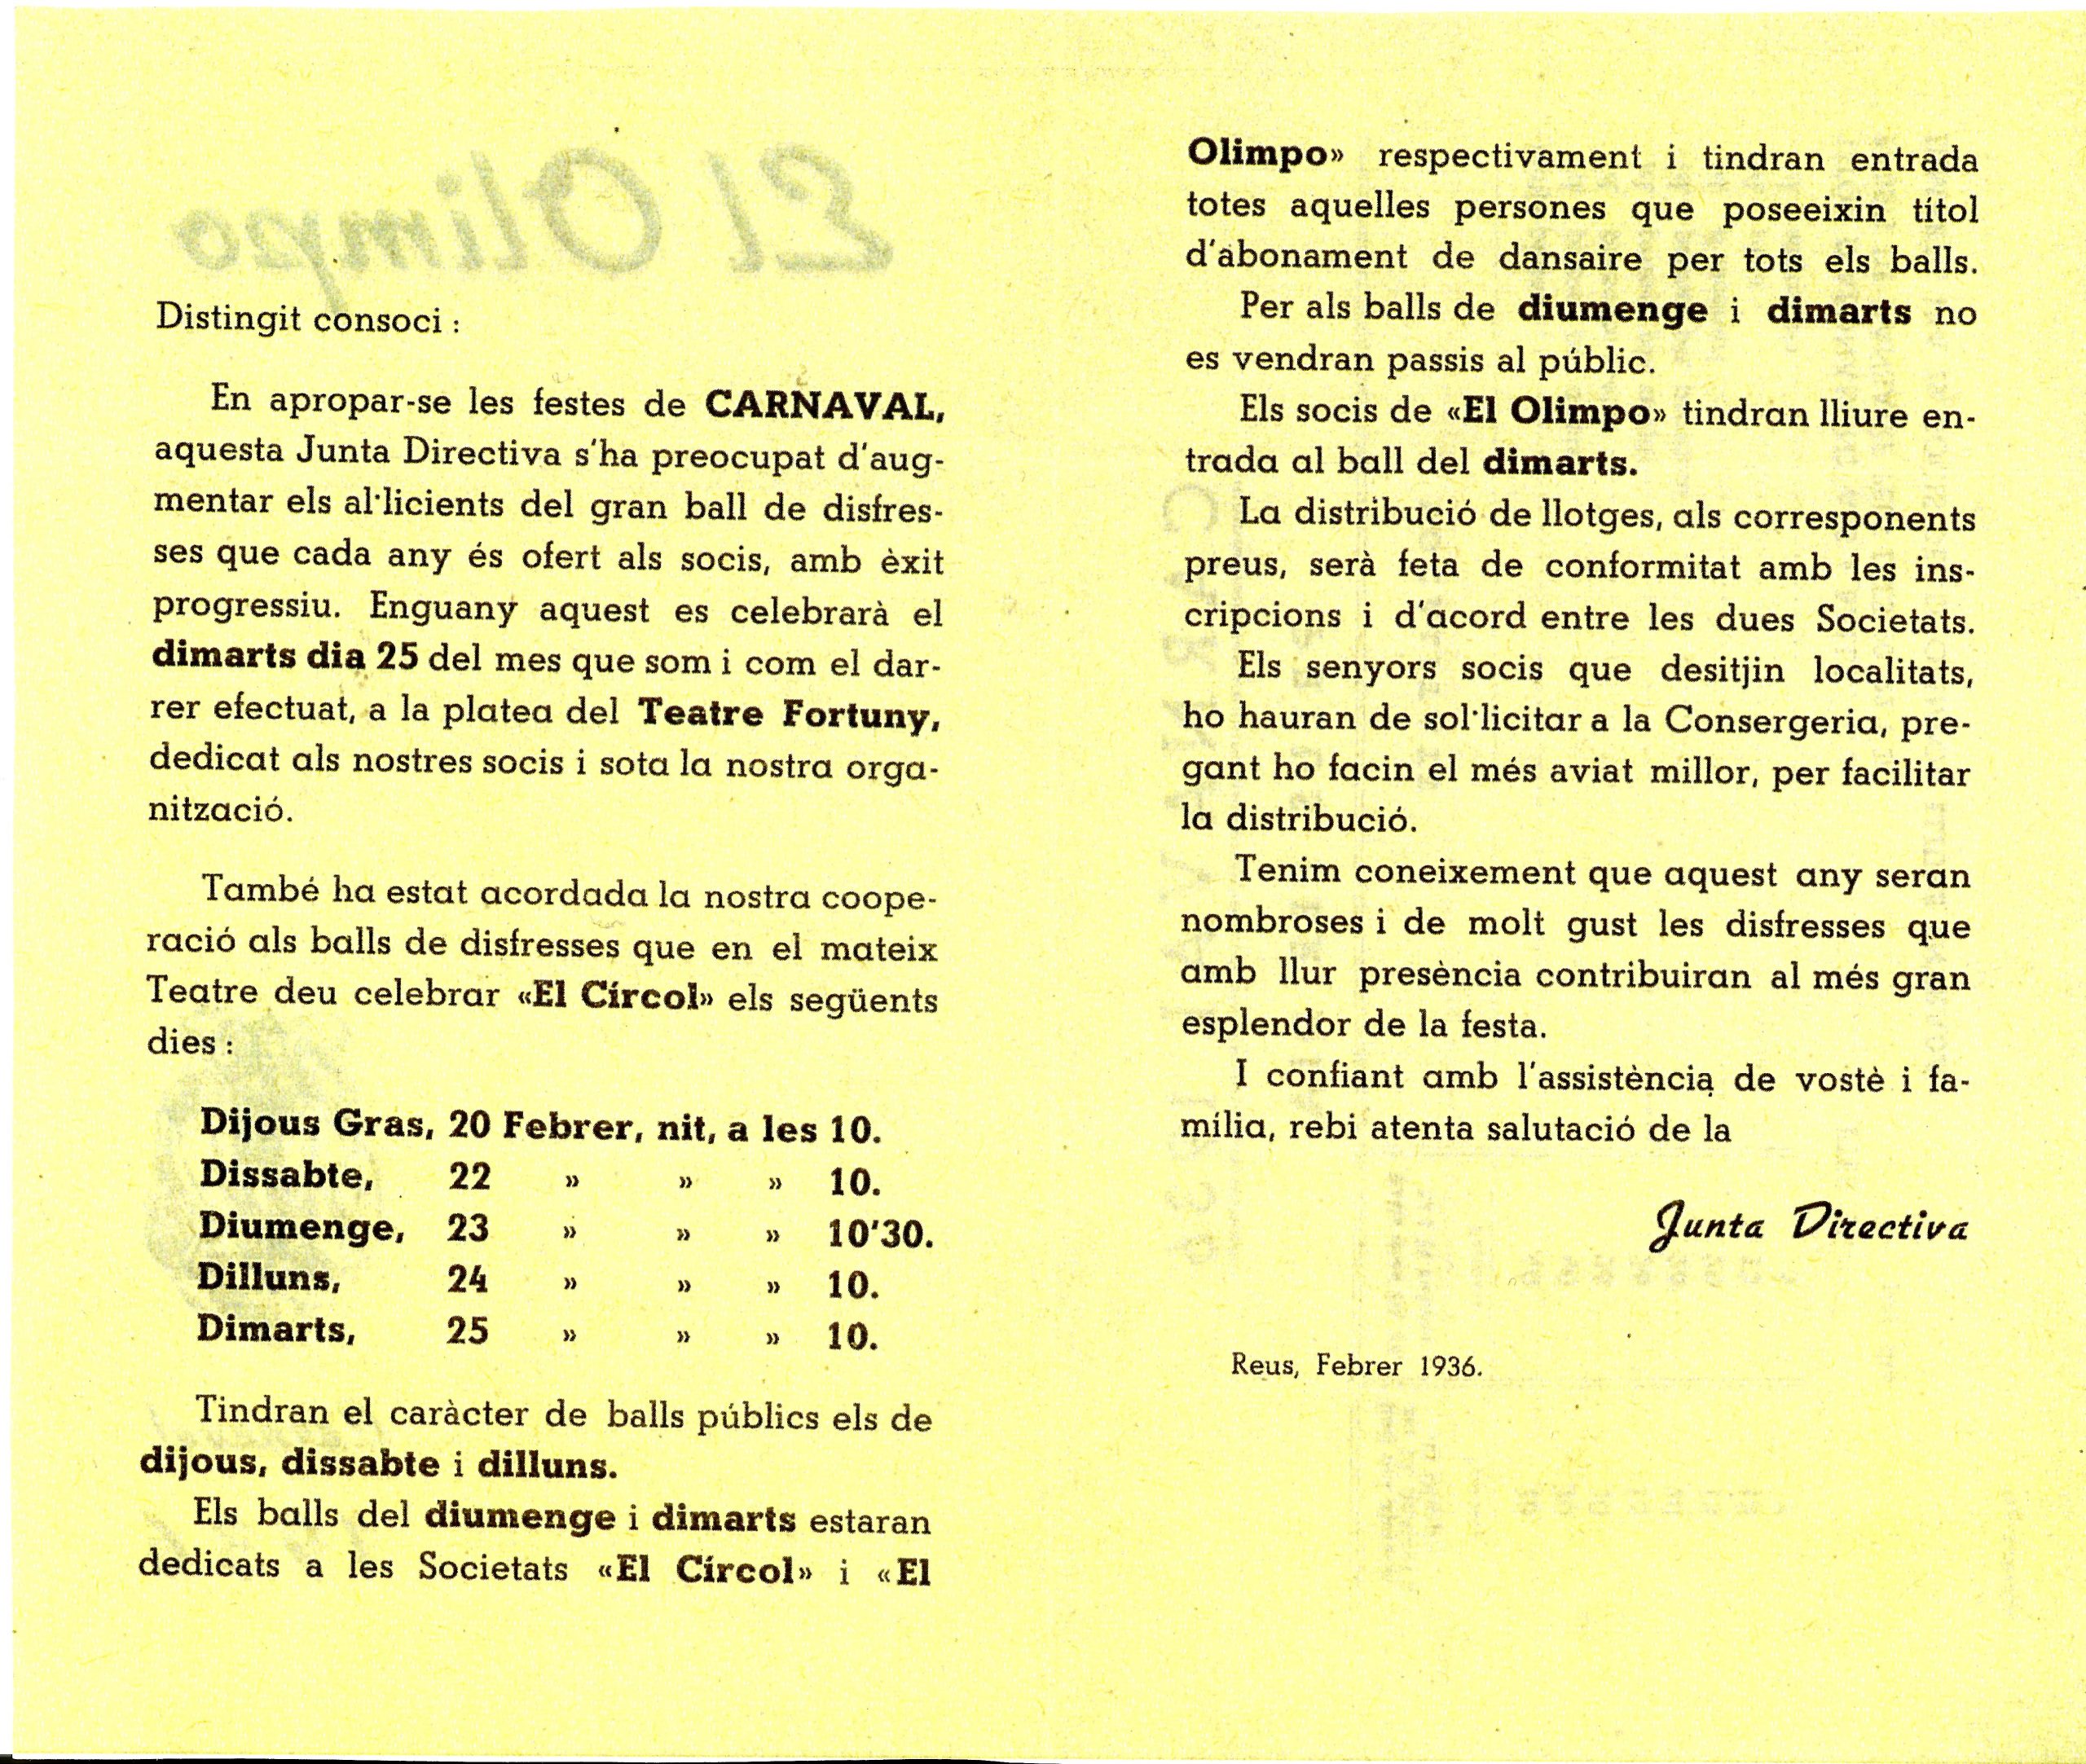 El Olimpo
Distingit consoci :
En apropar-se les festes de CARNAVAL,
aquesta Junta Directiva s'ha preocupat d'aug-
mentar els al·licients del gran ball de disfres-
ses que cada any és ofert als socis, amb èxit
progressiu. Enguany aquest es celebrarà el
dimarts dia 25 del mes que som i com el dar-
rer efectuat, a la platea del Teatre Fortuny,
dedicat als nostres socis i sota la nostra orga-
nització.
També ha estat acordada la nostra coope-
ració als balls de disfresses que en el mateix
Teatre deu celebrar «El Círcol» els següents
dies :
Dijous Gras, 20 Febrer, nit, a les 10.
Dissabte, 22 » » » 10.
Diumenge, 23 » » » 10'30.
Dilluns, 24 » » » 10.
Dimarts, 25 » » » 10.
Tindran el caràcter de balls públics els de
dijous, dissabte i dilluns.
Els balls del diumenge i dimarts estaran
dedicats a les Societats «El Círcol» i «El
Olimpo» respectivament i tindran entrada
totes aquelles persones que poseeixin títol
d'abonament de dansaire per tots els balls.
Per als balls de diumenge i dimarts no
es vendran passis al públic.
Els socis de «El Olimpo» tindran lliure en-
trada al ball del dimarts.
La distribució de llotges, als corresponents
preus, serà feta de conformitat amb les ins-
cripcions i d'acord entre les dues Societats.
Els senyors socis que desitjin localitats,
ho hauran de sol·licitar a la Consergeria, pre-
gant ho facin el més aviat millor, per facilitar
la distribució.
Tenim coneixement que aquest any seran
nombroses i de molt gust les disfresses que
amb llur presència contribuiran al més gran
esplendor de la festa.
I confiant amb l'assistència de vostè i fa-
mília, rebi atenta salutació de la
Junta Directiva
Reus, Febrer 1936.